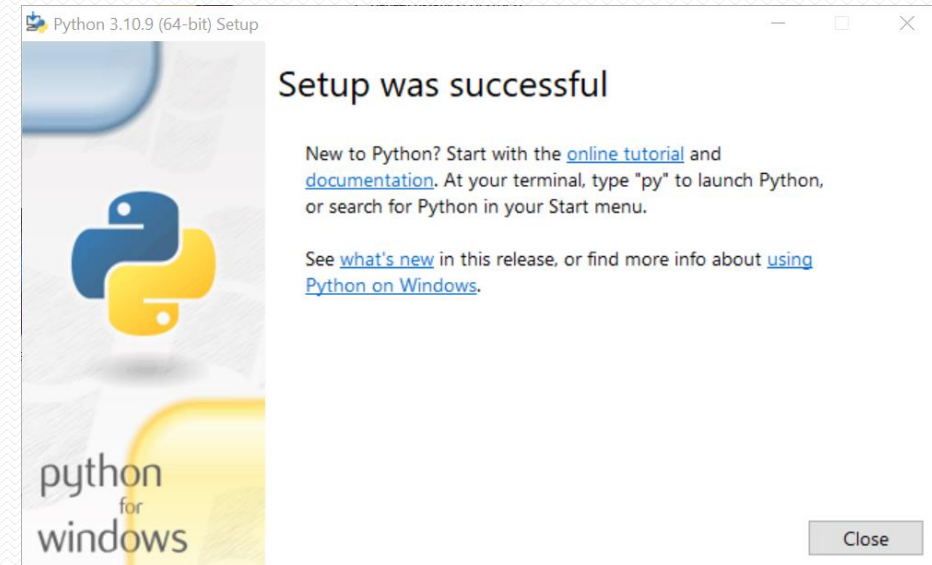 Python 3.10.9 (64-bit) Setup
Setup was successful
New to Python? Start with the online tutorial and
documentation. At your terminal, type "py" to launch Python,
or search for Python in your Start menu.
See what's new in this release, or find more info about using
Python on Windows.
python
for
windows
Close